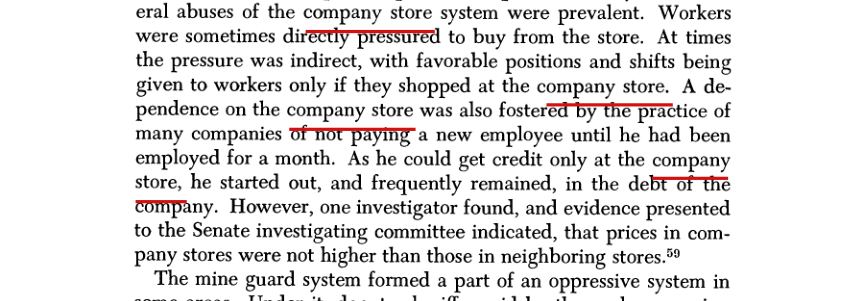 eral abuses of the company store system were prevalent. Workers
were sometimes directly pressured to buy from the store. At times
the pressure was indirect, with favorable positions and shifts being
given to workers only if they shopped at the company store. A de-
pendence on the company store was also fostered by the practice of
many companies of not paying a new employee until he had been
employed for a month. As he could get credit only at the company
store, he started out, and frequently remained, in the debt of the
company. However, one investigator found, and evidence presented
to the Senate investigating committee indicated, that prices in com-
pany stores were not higher than those in neighboring stores.⁵⁹
The mine guard system formed a part of an oppressive system in